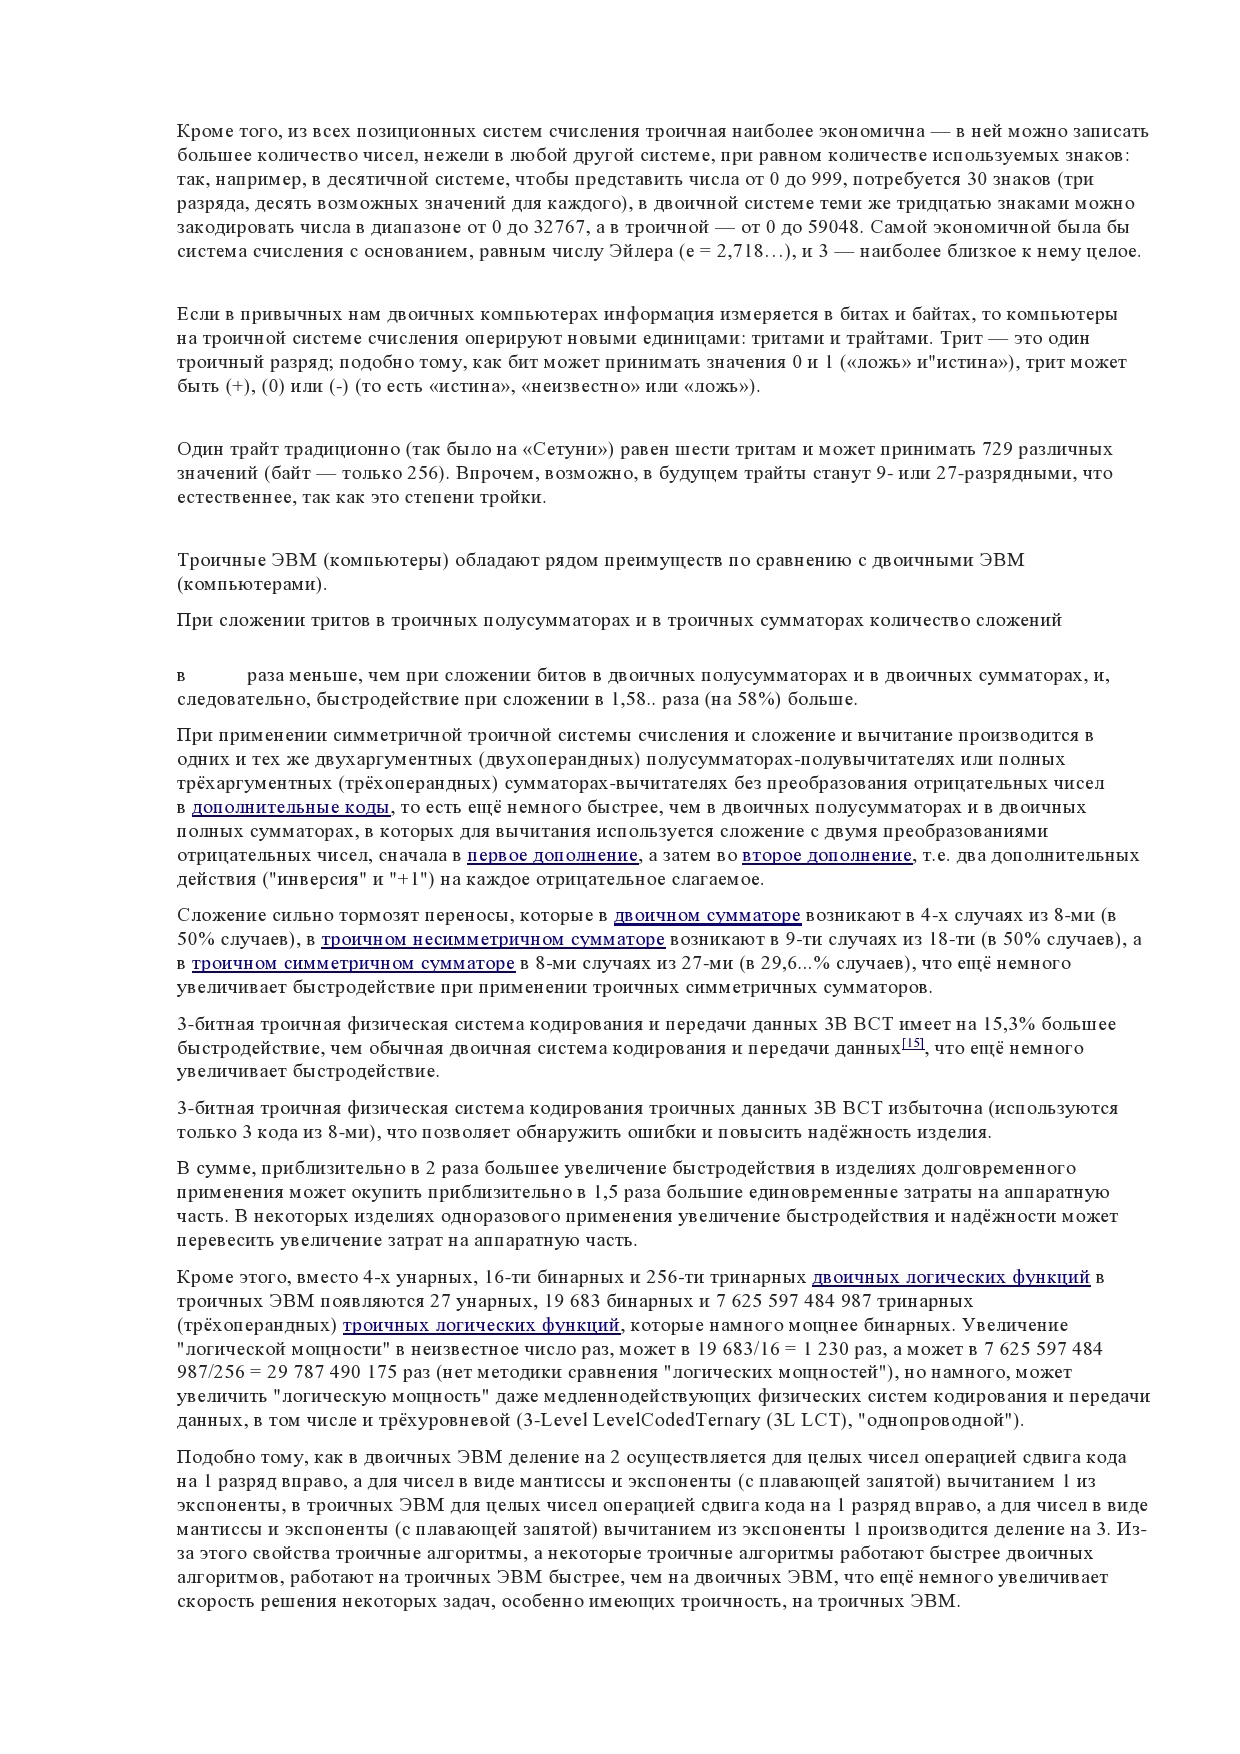 Кроме того, из всех позиционных систем счисления троичная наиболее экономична — в ней можно записать
большее количество чисел, нежели в любой другой системе, при равном количестве используемых знаков:
так, например, в десятичной системе, чтобы представить числа от 0 до 999, потребуется 30 знаков (три
разряда, десять возможных значений для каждого), в двоичной системе теми же тридцатью знаками можно
закодировать числа в диапазоне от 0 до 32767, а в троичной — от 0 до 59048. Самой экономичной была бы
система счисления с основанием, равным числу Эйлера (e = 2,718…), и 3 — наиболее близкое к нему целое.
Если в привычных нам двоичных компьютерах информация измеряется в битах и байтах, то компьютеры
на троичной системе счисления оперируют новыми единицами: тритами и трайтами. Трит — это один
троичный разряд; подобно тому, как бит может принимать значения 0 и 1 («ложь» и"истина»), трит может
быть (+), (0) или (-) (то есть «истина», «неизвестно» или «ложь»).
Один трайт традиционно (так было на «Сетуни») равен шести тритам и может принимать 729 различных
значений (байт — только 256). Впрочем, возможно, в будущем трайты станут 9- или 27-разрядными, что
естественнее, так как это степени тройки.
Троичные ЭВМ (компьютеры) обладают рядом преимуществ по сравнению с двоичными ЭВМ
(компьютерами).
При сложении тритов в троичных полусумматорах и в троичных сумматорах количество сложений
в раза меньше, чем при сложении битов в двоичных полусумматорах и в двоичных сумматорах, и,
следовательно, быстродействие при сложении в 1,58.. раза (на 58%) больше.
При применении симметричной троичной системы счисления и сложение и вычитание производится в
одних и тех же двухаргументных (двухоперандных) полусумматорах-полувычитателях или полных
трёхаргументных (трёхоперандных) сумматорах-вычитателях без преобразования отрицательных чисел
в дополнительные коды, то есть ещё немного быстрее, чем в двоичных полусумматорах и в двоичных
полных сумматорах, в которых для вычитания используется сложение с двумя преобразованиями
отрицательных чисел, сначала в первое дополнение, а затем во второе дополнение, т.е. два дополнительных
действия ("инверсия" и "+1") на каждое отрицательное слагаемое.
Сложение сильно тормозят переносы, которые в двоичном сумматоре возникают в 4-х случаях из 8-ми (в
50% случаев), в троичном несимметричном сумматоре возникают в 9-ти случаях из 18-ти (в 50% случаев), а
в троичном симметричном сумматоре в 8-ми случаях из 27-ми (в 29,6...% случаев), что ещё немного
увеличивает быстродействие при применении троичных симметричных сумматоров.
3-битная троичная физическая система кодирования и передачи данных 3B BCT имеет на 15,3% большее
быстродействие, чем обычная двоичная система кодирования и передачи данных[15], что ещё немного
увеличивает быстродействие.
3-битная троичная физическая система кодирования троичных данных 3B BCT избыточна (используются
только 3 кода из 8-ми), что позволяет обнаружить ошибки и повысить надёжность изделия.
В сумме, приблизительно в 2 раза большее увеличение быстродействия в изделиях долговременного
применения может окупить приблизительно в 1,5 раза большие единовременные затраты на аппаратную
часть. В некоторых изделиях одноразового применения увеличение быстродействия и надёжности может
перевесить увеличение затрат на аппаратную часть.
Кроме этого, вместо 4-х унарных, 16-ти бинарных и 256-ти тринарных двоичных логических функций в
троичных ЭВМ появляются 27 унарных, 19 683 бинарных и 7 625 597 484 987 тринарных
(трёхоперандных) троичных логических функций, которые намного мощнее бинарных. Увеличение
"логической мощности" в неизвестное число раз, может в 19 683/16 = 1 230 раз, а может в 7 625 597 484
987/256 = 29 787 490 175 раз (нет методики сравнения "логических мощностей"), но намного, может
увеличить "логическую мощность" даже медленнодействующих физических систем кодирования и передачи
данных, в том числе и трёхуровневой (3-Level LevelCodedTernary (3L LCT), "однопроводной").
Подобно тому, как в двоичных ЭВМ деление на 2 осуществляется для целых чисел операцией сдвига кода
на 1 разряд вправо, а для чисел в виде мантиссы и экспоненты (с плавающей запятой) вычитанием 1 из
экспоненты, в троичных ЭВМ для целых чисел операцией сдвига кода на 1 разряд вправо, а для чисел в виде
мантиссы и экспоненты (с плавающей запятой) вычитанием из экспоненты 1 производится деление на 3. Из-
за этого свойства троичные алгоритмы, а некоторые троичные алгоритмы работают быстрее двоичных
алгоритмов, работают на троичных ЭВМ быстрее, чем на двоичных ЭВМ, что ещё немного увеличивает
скорость решения некоторых задач, особенно имеющих троичность, на троичных ЭВМ.